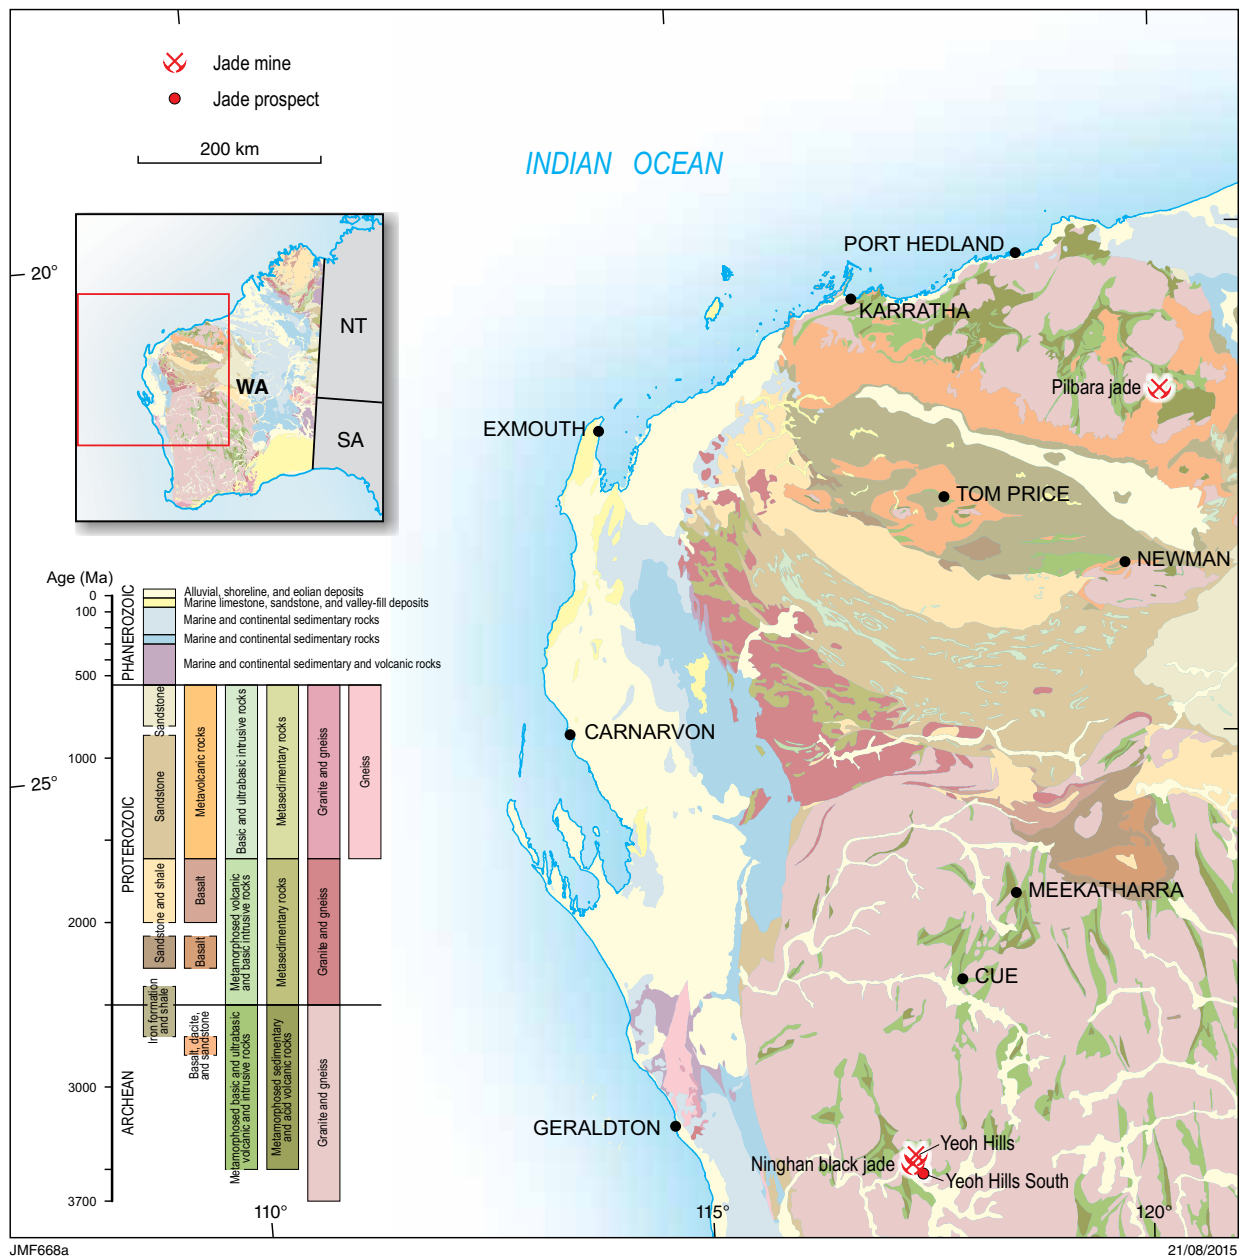 Jade mine
Jade prospect
200 km
INDIAN OCEAN
20°
25°
NT
WA
SA
PORT HEDLAND
KARRATHA
Pilbara jade
EXMOUTH
TOM PRICE
NEWMAN
CARNARVON
MEEKATHARRA
CUE
GERALDTON
Yeoh Hills
Ninghan black jade
Yeoh Hills South
110°
115°
120°
Age (Ma)
0
100
500
1000
2000
3000
3700
PHANEROZOIC
PROTEROZOIC
ARCHEAN
Alluvial, shoreline, and eolian deposits
Marine limestone, sandstone, and valley-fill deposits
Marine and continental sedimentary rocks
Marine and continental sedimentary rocks
Marine and continental sedimentary and volcanic rocks
Sandstone
Sandstone
Metavolcanic rocks
Basic and ultrabasic intrusive rocks
Metasedimentary rocks
Granite and gneiss
Gneiss
Sandstone and shale
Basalt
Metamorphosed volcanic
and basic intrusive rocks
Metasedimentary rocks
Granite and gneiss
Sandstone
Basalt
Iron formation
and shale
Basalt, dacite,
and sandstone
Metamorphosed basic and ultrabasic
volcanic and intrusive rocks
Metamorphosed sedimentary
and acid volcanic rocks
Granite and gneiss
JMF668a
21/08/2015